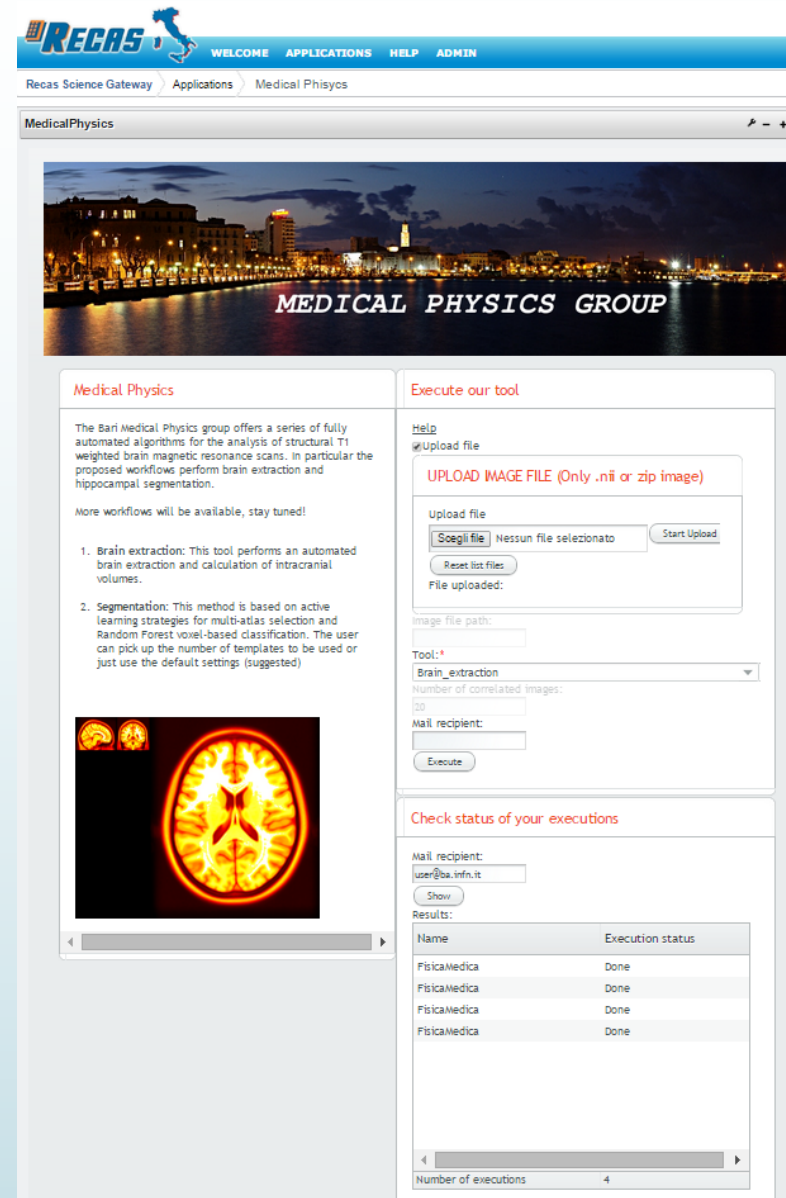 RECAS
WELCOME APPLICATIONS HELP ADMIN
Recas Science Gateway Applications Medical Phisycs
MedicalPhysics
MEDICAL PHYSICS GROUP
Medical Physics
The Bari Medical Physics group offers a series of fully
automated algorithms for the analysis of structural T1
weighted brain magnetic resonance scans. In particular the
proposed workflows perform brain extraction and
hippocampal segmentation.
More workflows will be available, stay tuned!
1. Brain extraction: This tool performs an automated
brain extraction and calculation of intracranial
volumes.
2. Segmentation: This method is based on active
learning strategies for multi-atlas selection and
Random Forest voxel-based classification. The user
can pick up the number of templates to be used or
just use the default settings (suggested)
Execute our tool
Help
Upload file
UPLOAD IMAGE FILE (Only .nii or zip image)
Upload file
Scegli file Nessun file selezionato Start Upload
Reset list files
File uploaded:
Image file path:
Tool:*
Brain_extraction
Number of correlated images:
20
Mail recipient:
Execute
Check status of your executions
Mail recipient:
user@ba.infn.it
Show
Results:
Name Execution status
FisicaMedica Done
FisicaMedica Done
FisicaMedica Done
FisicaMedica Done
Number of executions 4